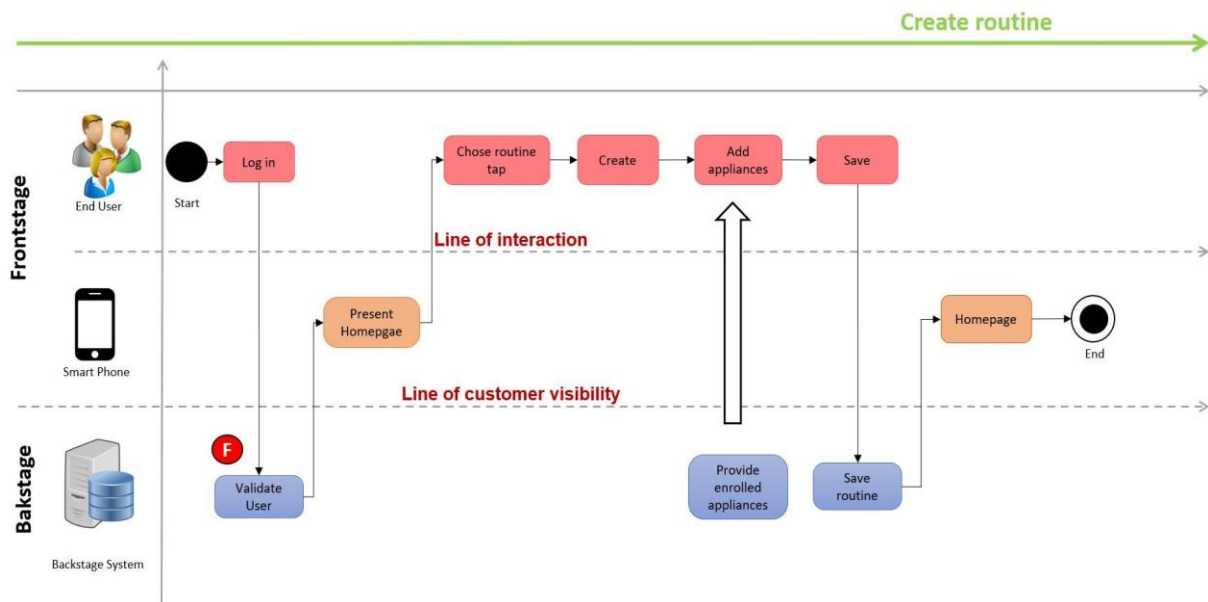 Create routine
Frontstage
End User
Start
Log in
Chose routine
tap
Create
Add
appliances
Save
Line of interaction
Smart Phone
Present
Homepgae
Homepage
End
Line of customer visibility
Bakstage
Backstage System
F
Validate
User
Provide
enrolled
appliances
Save
routine